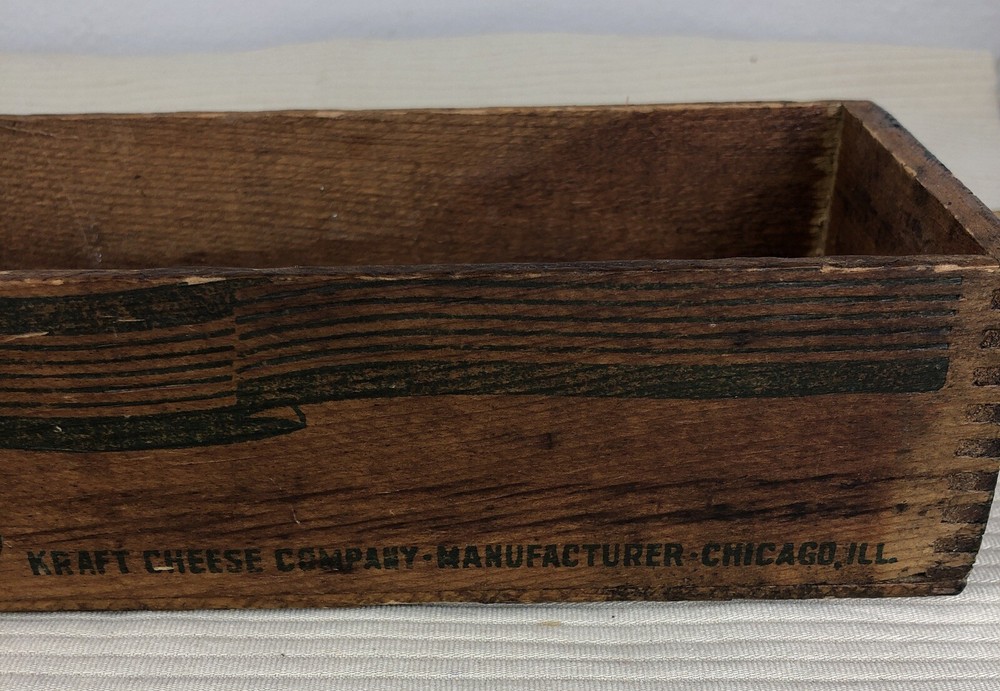 KRAFT CHEESE COMPANY-MANUFACTURER-CHICAGO, ILL.